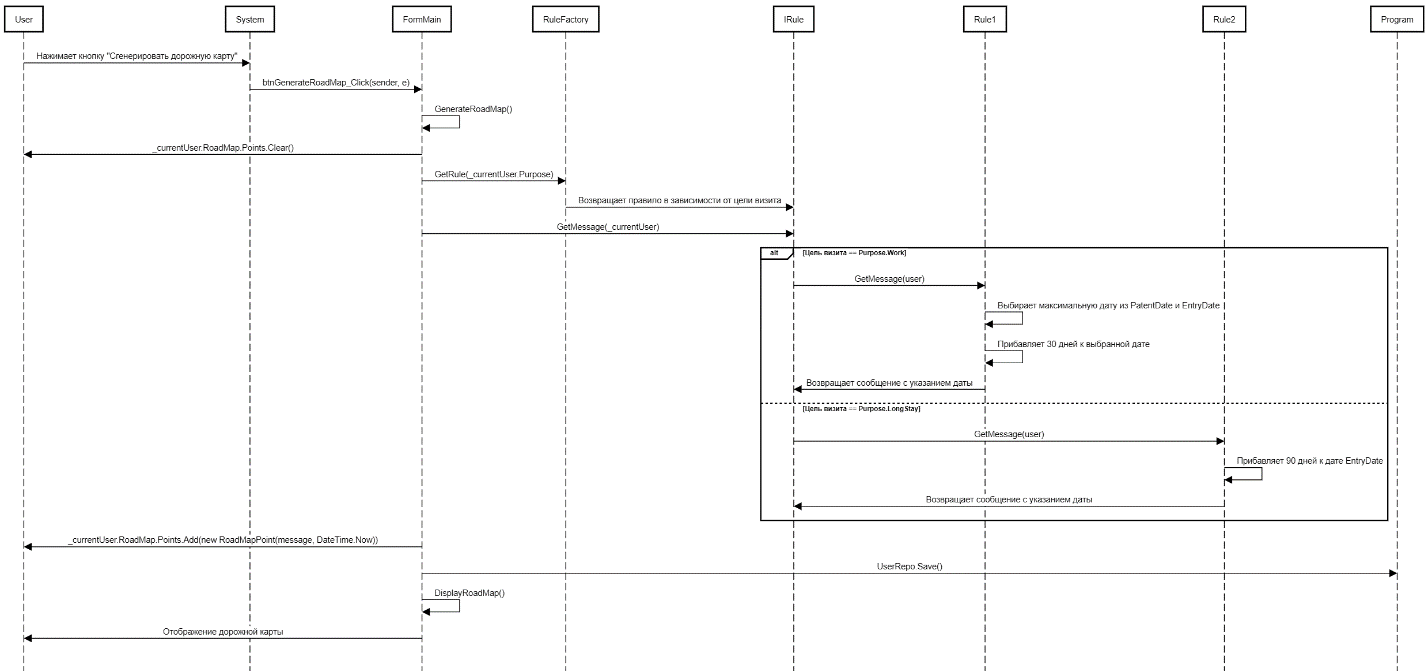 User
System
FormMain
RuleFactory
IRule
Rule1
Rule2
Program
Нажимает кнопку "Сгенерировать дорожную карту"
btnGenerateRoadMap_Click(sender, e)
GenerateRoadMap()
_currentUser.RoadMap.Points.Clear()
GetRule(_currentUser.Purpose)
Возвращает правило в зависимости от цели визита
GetMessage(_currentUser)
alt
[Цель визита == Purpose.Work]
GetMessage(user)
Выбирает максимальную дату из PatentDate и EntryDate
Прибавляет 30 дней к выбранной дате
Возвращает сообщение с указанием даты
[Цель визита == Purpose.LongStay]
GetMessage(user)
Прибавляет 90 дней к дате EntryDate
Возвращает сообщение с указанием даты
_currentUser.RoadMap.Points.Add(new RoadMapPoint(message, DateTime.Now))
UserRepo.Save()
DisplayRoadMap()
Отображение дорожной карты